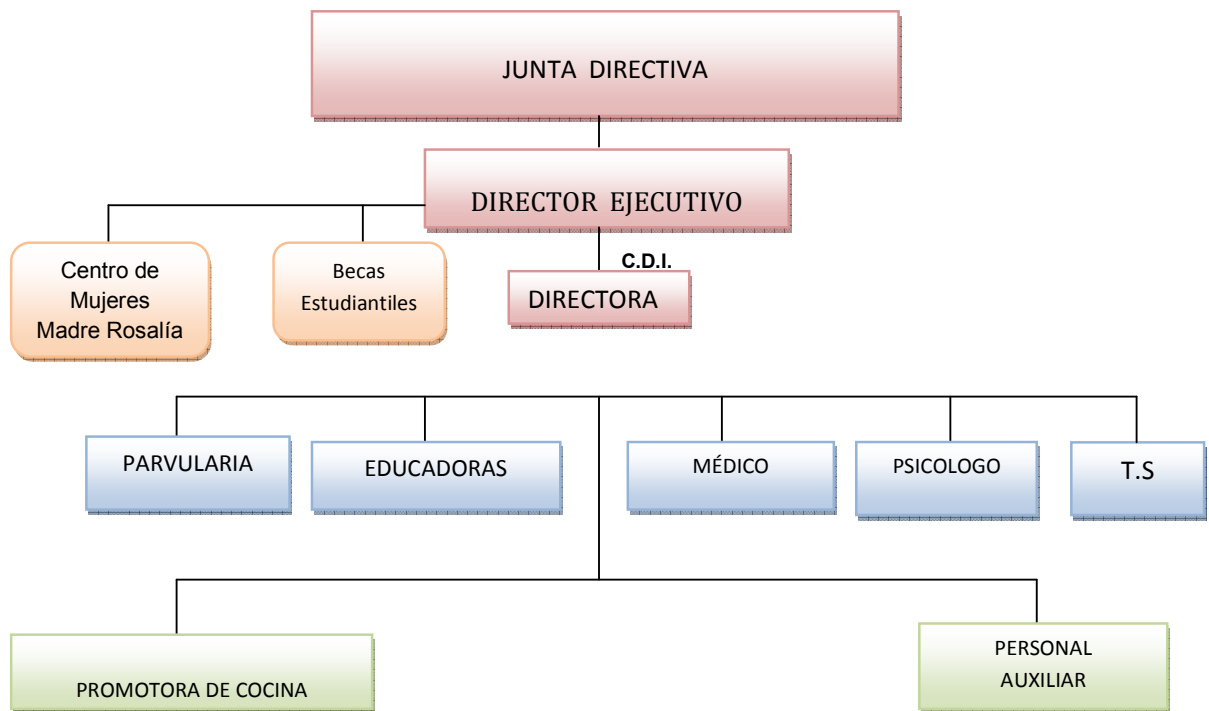 JUNTA DIRECTIVA
DIRECTOR EJECUTIVO
Centro de
Mujeres
Madre Rosalía
Becas
Estudiantiles
C.D.I.
DIRECTORA
PARVULARIA
EDUCADORAS
MÉDICO
PSICOLOGO
T.S
PROMOTORA DE COCINA
PERSONAL
AUXILIAR